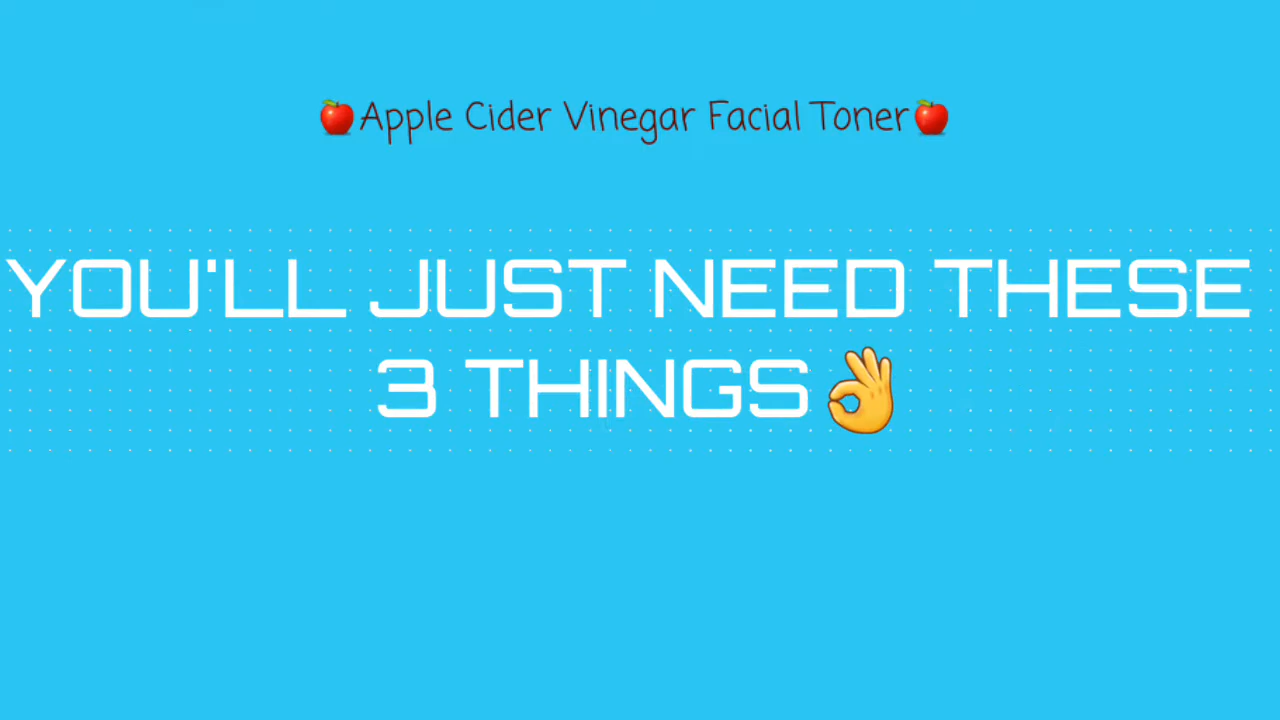 🍎Apple Cider Vinegar Facial Toner🍎
YOU'LL JUST NEED THESE
3 THINGS👌